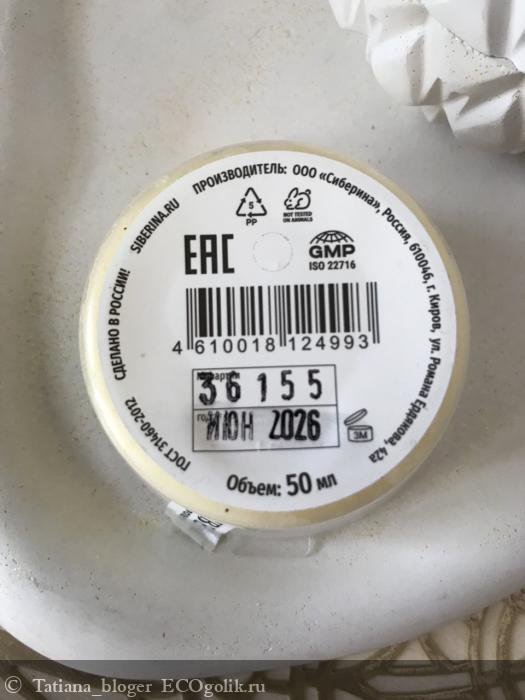 СДЕЛАНО В РОССИИ! SIBERINA.RU ПРОИЗВОДИТЕЛЬ: ООО «Сиберина», Россия, 610046, г. Киров, ул. Романа Ердякова, 42а
5
PP
NOT TESTED
ON ANIMALS
EAC
GMP
ISO 22716
4 610018 124993
36155
ИЮН 2026
3M
ГОСТ 31460-2012
Объем: 50 мл
© Tatiana_bloger ECOgolik.ru